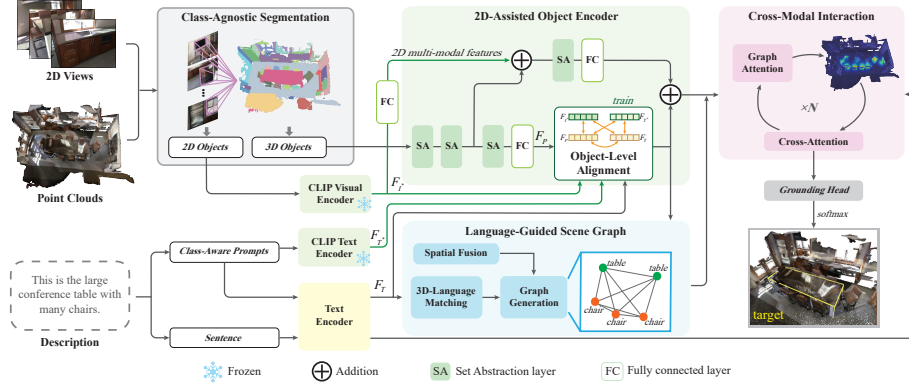 Class-Agnostic Segmentation
2D-Assisted Object Encoder
Cross-Modal Interaction
2D Views
Point Clouds
2D Objects
3D Objects
2D multi-modal features
FC
SA
FC
SA
SA
SA
FC
F_P
train
Object-Level
Alignment
Graph
Attention
×N
Cross-Attention
Grounding Head
softmax
target
CLIP Visual
Encoder
F_I*
CLIP Text
Encoder
F_T*
Class-Aware Prompts
Text
Encoder
F_T
Sentence
This is the large
conference table with
many chairs.
Description
Language-Guided Scene Graph
Spatial Fusion
3D-Language
Matching
Graph
Generation
table
table
chair
chair
chair
Frozen
Addition
SA
Set Abstraction layer
FC
Fully connected layer